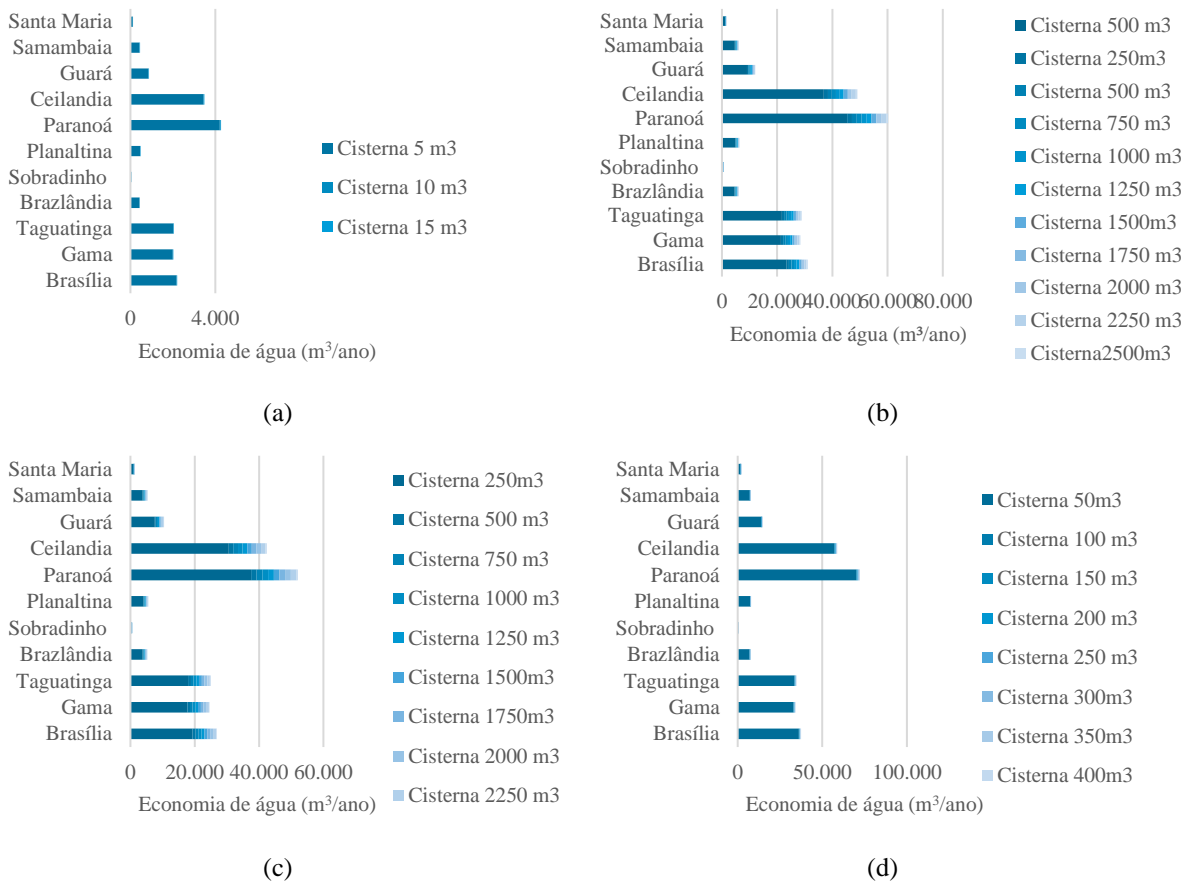 Santa Maria
Samambaia
Guará
Ceilandia
Paranoá
Planaltina
Sobradinho
Brazlândia
Taguatinga
Gama
Brasília
0
4.000
Economia de água (m³/ano)
Cisterna 5 m3
Cisterna 10 m3
Cisterna 15 m3
(a)
Santa Maria
Samambaia
Guará
Ceilandia
Paranoá
Planaltina
Sobradinho
Brazlândia
Taguatinga
Gama
Brasília
0
20.000
40.000
60.000
80.000
Economia de água (m³/ano)
Cisterna 500 m3
Cisterna 250m3
Cisterna 500 m3
Cisterna 750 m3
Cisterna 1000 m3
Cisterna 1250 m3
Cisterna 1500m3
Cisterna 1750 m3
Cisterna 2000 m3
Cisterna 2250 m3
Cisterna2500m3
(b)
Santa Maria
Samambaia
Guará
Ceilandia
Paranoá
Planaltina
Sobradinho
Brazlândia
Taguatinga
Gama
Brasília
0
20.000
40.000
60.000
Economia de água (m³/ano)
Cisterna 250m3
Cisterna 500 m3
Cisterna 750 m3
Cisterna 1000 m3
Cisterna 1250 m3
Cisterna 1500m3
Cisterna 1750m3
Cisterna 2000 m3
Cisterna 2250 m3
(c)
Santa Maria
Samambaia
Guará
Ceilandia
Paranoá
Planaltina
Sobradinho
Brazlândia
Taguatinga
Gama
Brasília
0
50.000
100.000
Economia de água (m³/ano)
Cisterna 50m3
Cisterna 100 m3
Cisterna 150 m3
Cisterna 200 m3
Cisterna 250 m3
Cisterna 300m3
Cisterna 350m3
Cisterna 400m3
(d)